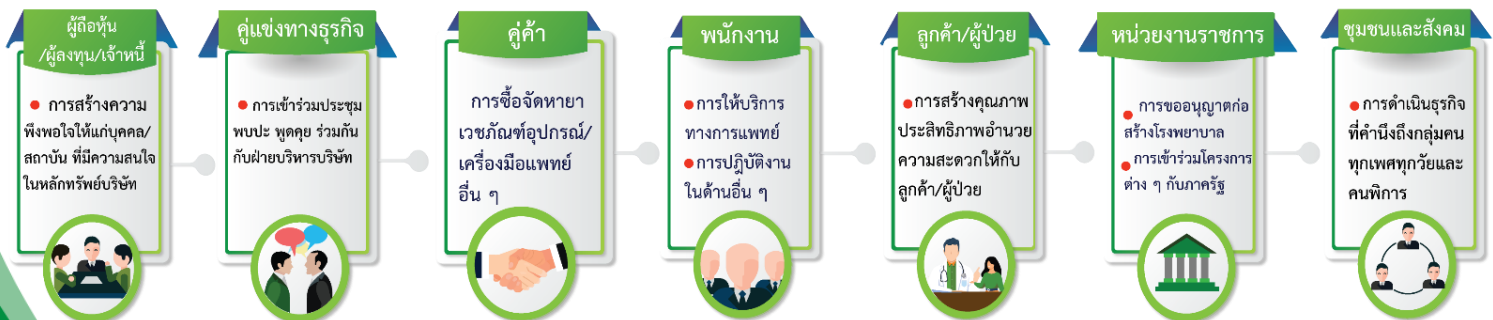 ผู้ถือหุ้น
/ผู้ลงทุน/เจ้าหนี้
● การสร้างความ
พึงพอใจให้แก่บุคคล/
สถาบัน ที่มีความสนใจ
ในหลักทรัพย์บริษัท
คู่แข่งทางธุรกิจ
● การเข้าร่วมประชุม
พบปะ พูดคุย ร่วมกัน
กับฝ่ายบริหารบริษัท
คู่ค้า
การซื้อจัดหายา
เวชภัณฑ์อุปกรณ์/
เครื่องมือแพทย์
อื่น ๆ
พนักงาน
● การให้บริการ
ทางการแพทย์
● การปฎิบัติงาน
ในด้านอื่น ๆ
ลูกค้า/ผู้ป่วย
● การสร้างคุณภาพ
ประสิทธิภาพอำนวย
ความสะดวกให้กับ
ลูกค้า/ผู้ป่วย
หน่วยงานราชการ
● การขออนุญาตก่อ
สร้างโรงพยาบาล
● การเข้าร่วมโครงการ
ต่าง ๆ กับภาครัฐ
ชุมชนและสังคม
● การดำเนินธุรกิจ
ที่คำนึงถึงกลุ่มคน
ทุกเพศทุกวัยและ
คนพิการ